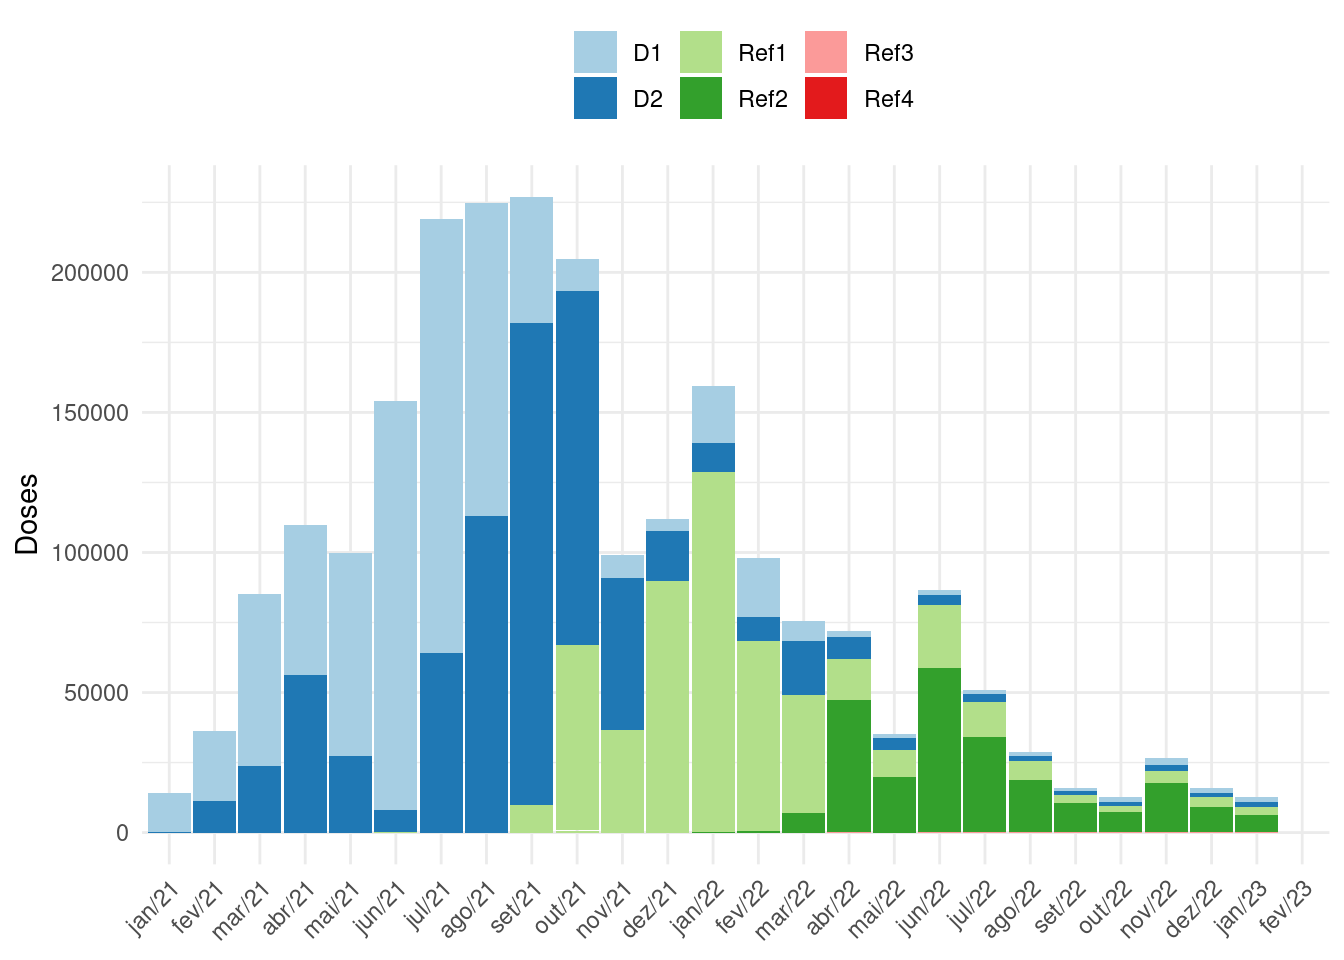 D1 Ref1 Ref3
D2 Ref2 Ref4
Doses
200000
150000
100000
50000
0
jan/21 fev/21 mar/21 abr/21 mai/21 jun/21 jul/21 ago/21 set/21 out/21 nov/21 dez/21 jan/22 fev/22 mar/22 abr/22 mai/22 jun/22 jul/22 ago/22 set/22 out/22 nov/22 dez/22 jan/23 fev/23